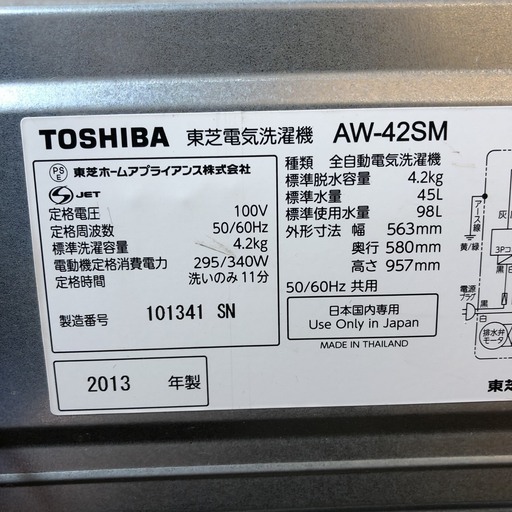 TOSHIBA 東芝電気洗濯機 AW-42SM
PS E 東芝ホームアプライアンス株式会社
S JET
定格電圧 100V
定格周波数 50/60Hz
標準洗濯容量 4.2kg
電動機定格消費電力 295/340W
定格時間 洗いのみ11分
製造番号 101341 SN
2013 年製
種類 全自動電気洗濯機
標準脱水容量 4.2kg
標準水量 45L
標準使用水量 98L
外形寸法 幅 563mm
奥行 580mm
高さ 957mm
50/60Hz 共用
日本国内専用
Use Only in Japan
MADE IN THAILAND
アース線
黄/緑
灰
3Pコ
黒
白
電源
プラグ
黒
白
排水弁
モータ
東芝